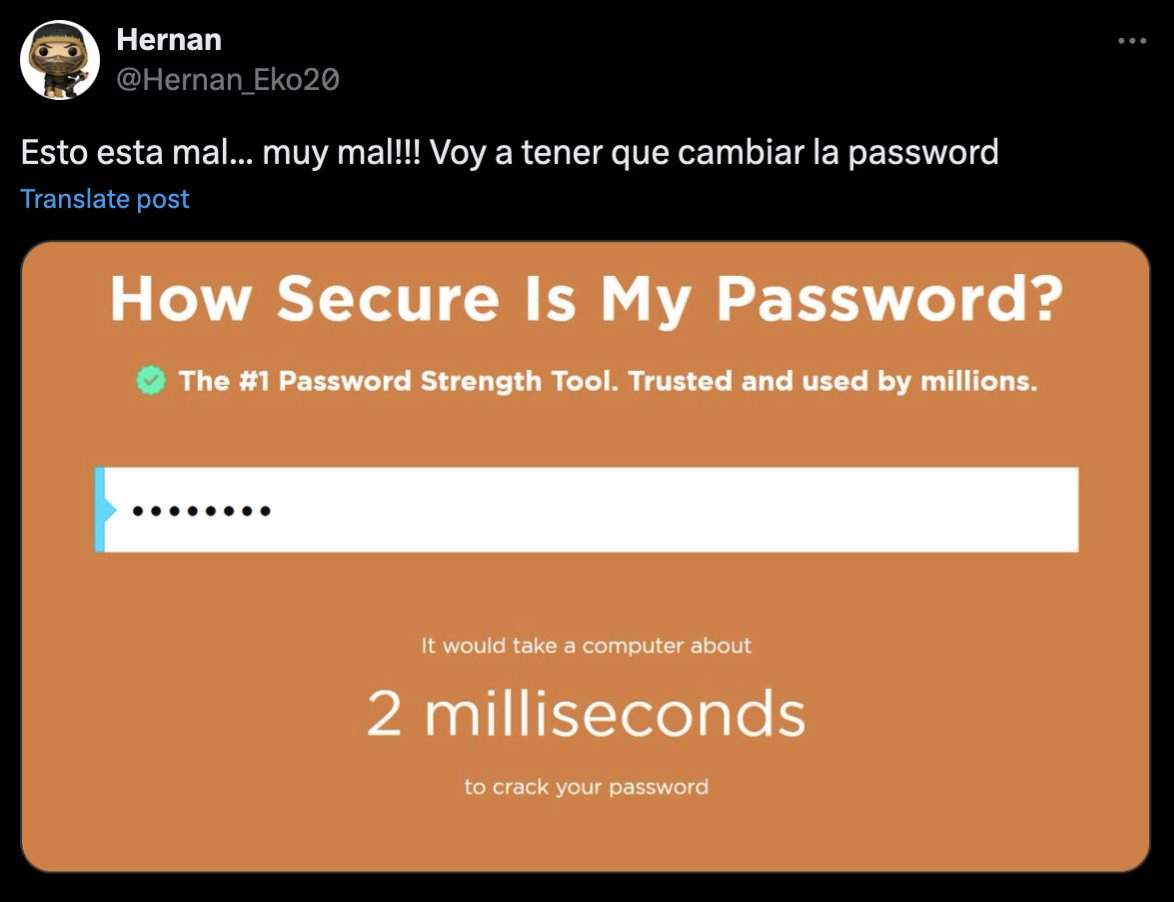 Hernan
@Hernan_Eko20
Esto esta mal... muy mal!!! Voy a tener que cambiar la password
Translate post
How Secure Is My Password?
The #1 Password Strength Tool. Trusted and used by millions.
••••••••
It would take a computer about
2 milliseconds
to crack your password